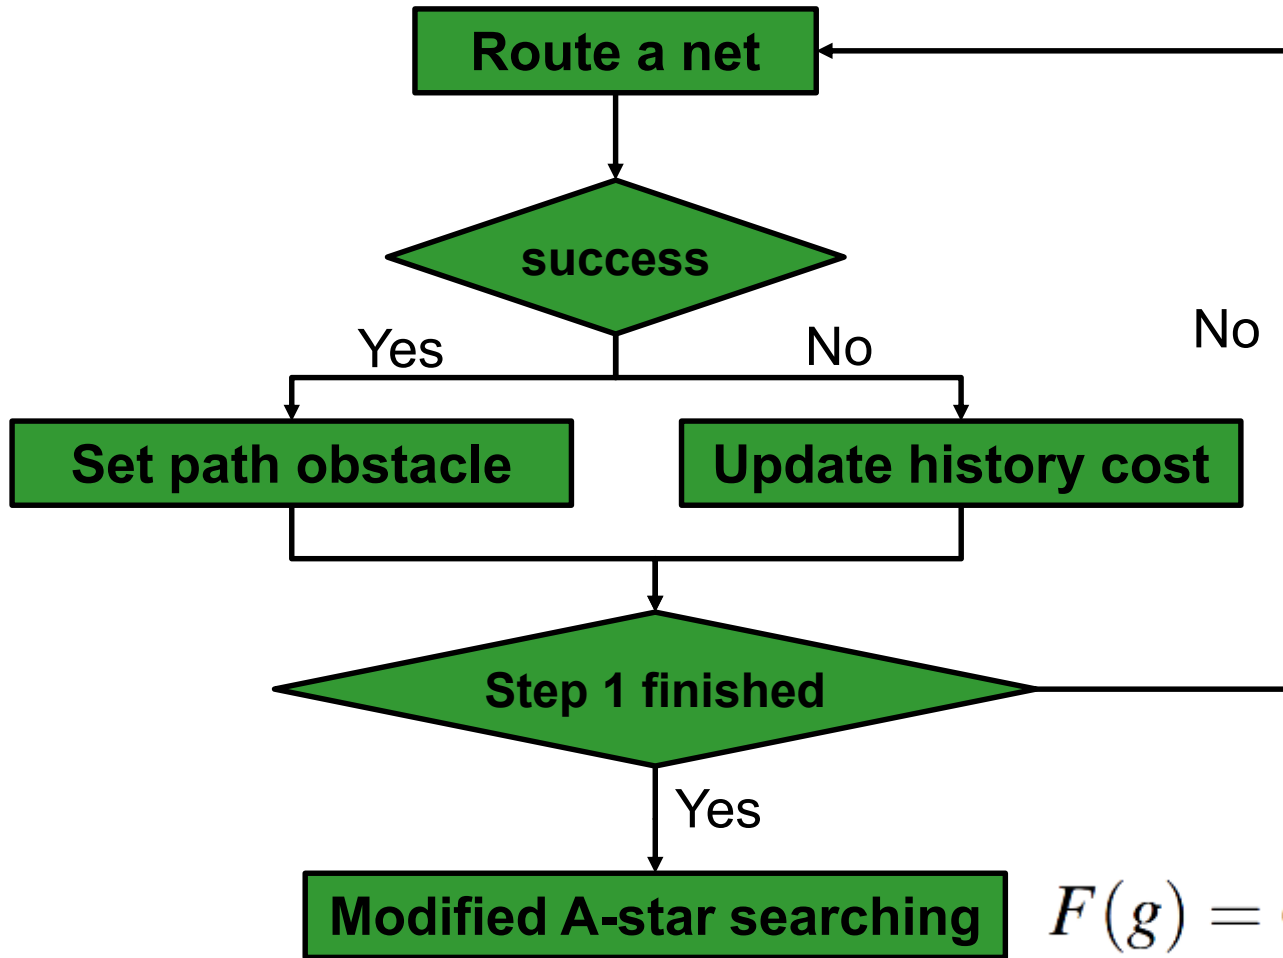 Route a net
success
Yes
No
No
Set path obstacle
Update history cost
Step 1 finished
Yes
Modified A-star searching
F(g) =